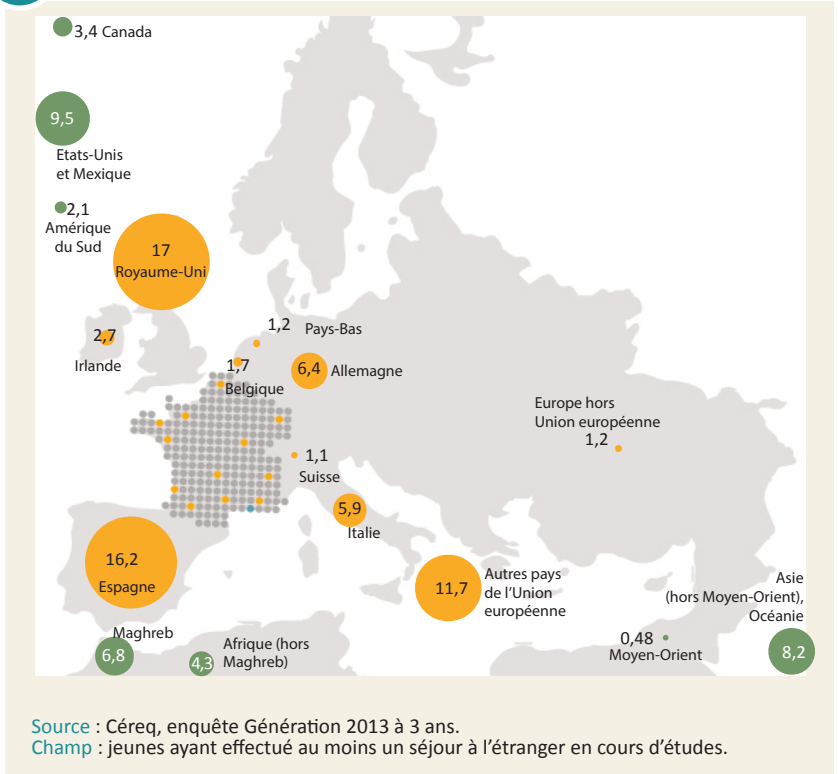 3,4 Canada
9,5
Etats-Unis
et Mexique
2,1
Amérique
du Sud
17
Royaume-Uni
2,7
Irlande
1,2 Pays-Bas
1,7
Belgique
6,4 Allemagne
Europe hors
Union européenne
1,2
1,1
Suisse
5,9
Italie
16,2
Espagne
11,7
Autres pays
de l'Union
européenne
Asie
(hors Moyen-Orient),
Océanie
8,2
Maghreb
6,8
4,3
Afrique (hors
Maghreb)
0,48
Moyen-Orient
Source : Céreq, enquête Génération 2013 à 3 ans.
Champ : jeunes ayant effectué au moins un séjour à l'étranger en cours d'études.